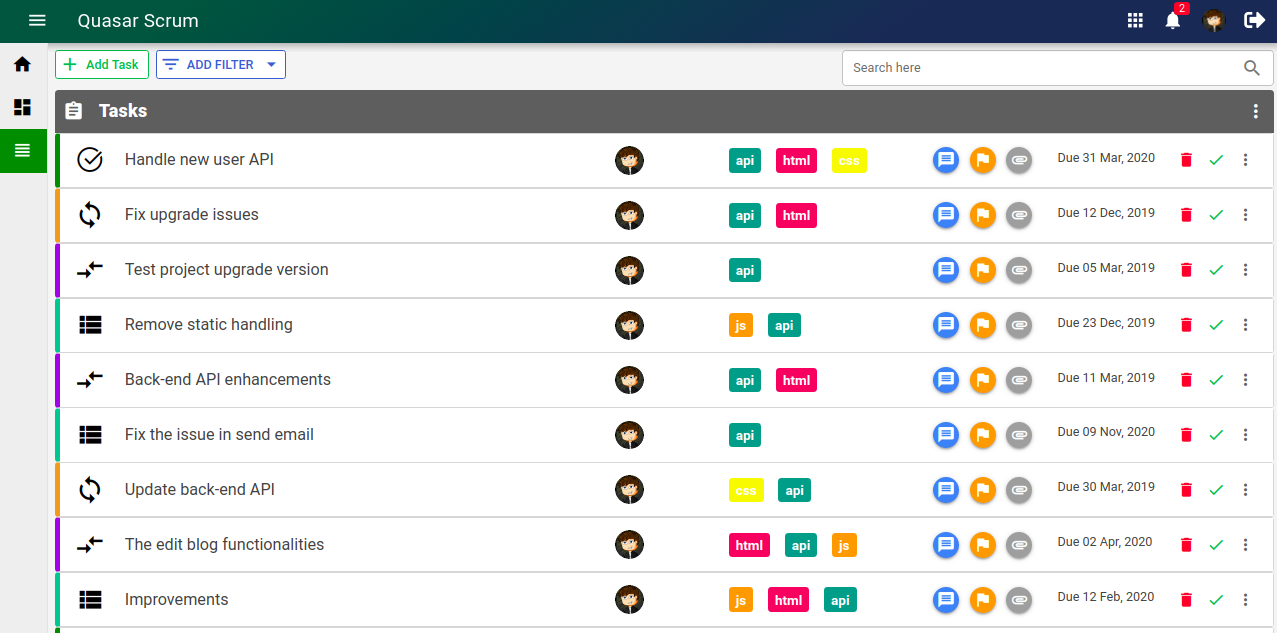 Quasar Scrum
2
Add Task
ADD FILTER
Search here
Tasks
Handle new user API api html css Due 31 Mar, 2020
Fix upgrade issues api html Due 12 Dec, 2019
Test project upgrade version api Due 05 Mar, 2019
Remove static handling js api Due 23 Dec, 2019
Back-end API enhancements api html Due 11 Mar, 2019
Fix the issue in send email api Due 09 Nov, 2020
Update back-end API css api Due 30 Mar, 2019
The edit blog functionalities html api js Due 02 Apr, 2020
Improvements js html api Due 12 Feb, 2020